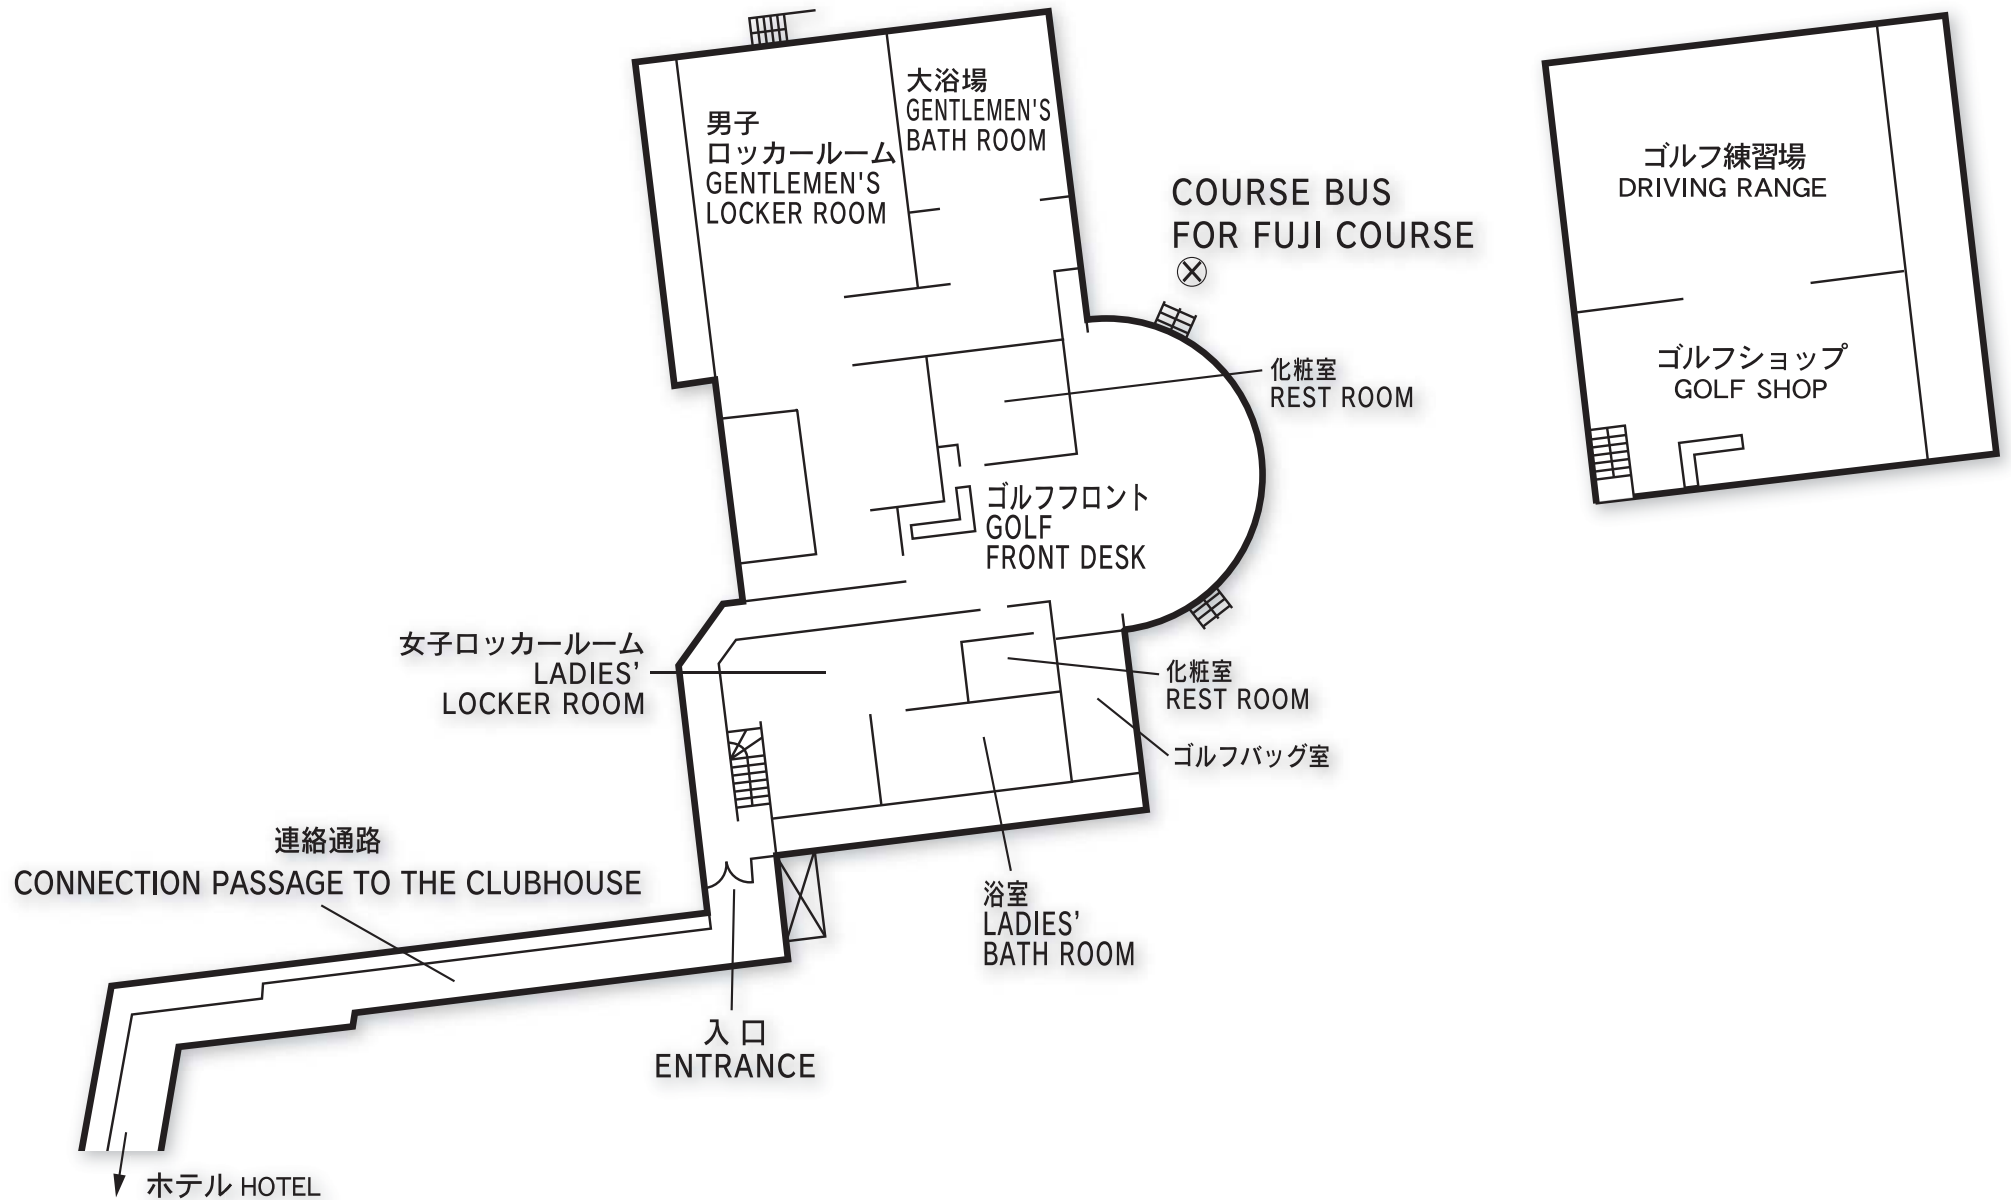 大浴場
GENTLEMEN'S
BATH ROOM
男子
ロッカールーム
GENTLEMEN'S
LOCKER ROOM
COURSE BUS
FOR FUJI COURSE
ゴルフ練習場
DRIVING RANGE
ゴルフショップ
GOLF SHOP
化粧室
REST ROOM
ゴルフフロント
GOLF
FRONT DESK
女子ロッカールーム
LADIES’
LOCKER ROOM
化粧室
REST ROOM
ゴルフバッグ室
連絡通路
CONNECTION PASSAGE TO THE CLUBHOUSE
浴室
LADIES’
BATH ROOM
入口
ENTRANCE
ホテル HOTEL